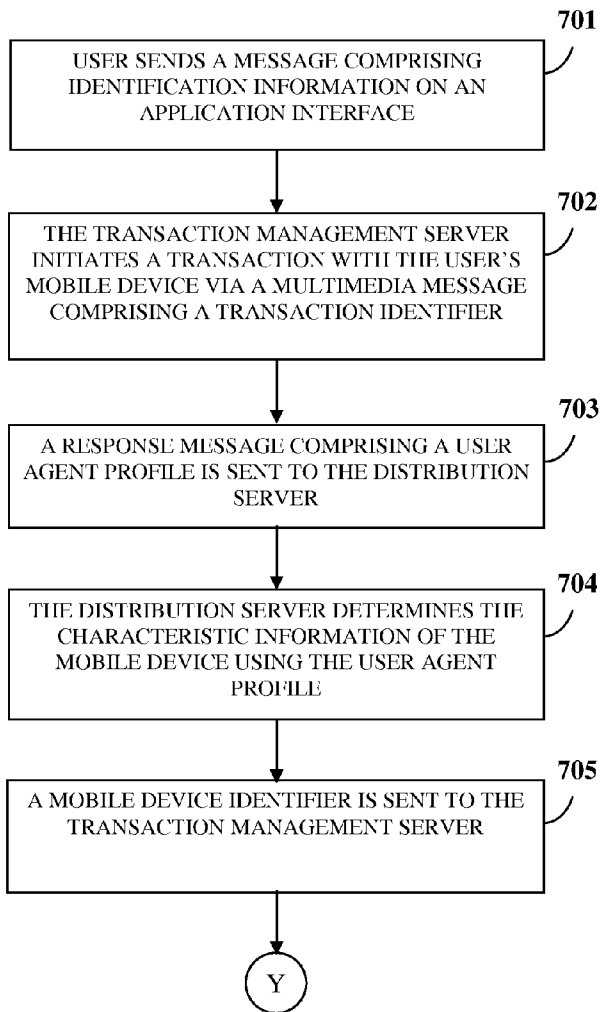 701
USER SENDS A MESSAGE COMPRISING
IDENTIFICATION INFORMATION ON AN
APPLICATION INTERFACE
702
THE TRANSACTION MANAGEMENT SERVER
INITIATES A TRANSACTION WITH THE USER'S
MOBILE DEVICE VIA A MULTIMEDIA MESSAGE
COMPRISING A TRANSACTION IDENTIFIER
703
A RESPONSE MESSAGE COMPRISING A USER
AGENT PROFILE IS SENT TO THE DISTRIBUTION
SERVER
704
THE DISTRIBUTION SERVER DETERMINES THE
CHARACTERISTIC INFORMATION OF THE
MOBILE DEVICE USING THE USER AGENT
PROFILE
705
A MOBILE DEVICE IDENTIFIER IS SENT TO THE
TRANSACTION MANAGEMENT SERVER
Y